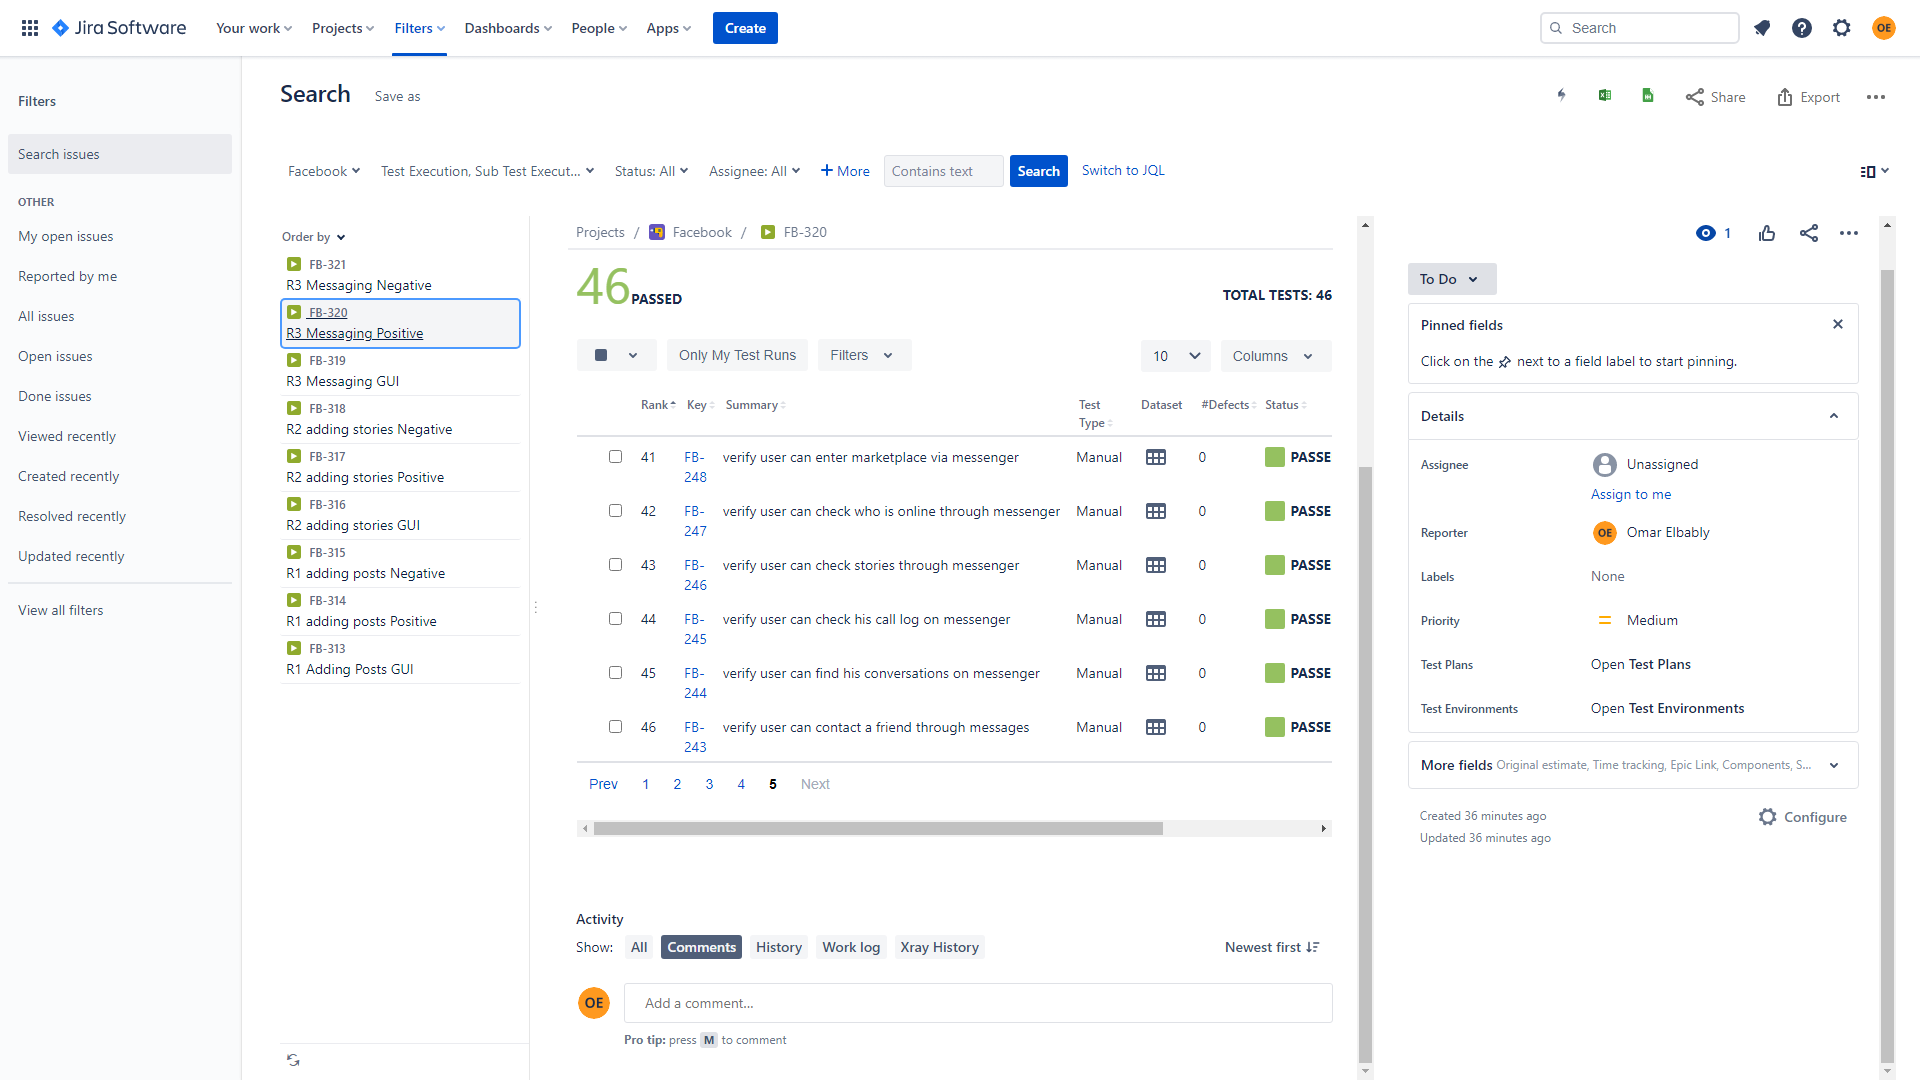 Jira Software
Your work
Projects
Filters
Dashboards
People
Apps
Create
Search
OE
Filters
Search issues
OTHER
My open issues
Reported by me
All issues
Open issues
Done issues
Viewed recently
Created recently
Resolved recently
Updated recently
View all filters
Search
Save as
Share
Export
Facebook
Test Execution, Sub Test Execut...
Status: All
Assignee: All
More
Contains text
Search
Switch to JQL
Order by
FB-321
R3 Messaging Negative
FB-320
R3 Messaging Positive
FB-319
R3 Messaging GUI
FB-318
R2 adding stories Negative
FB-317
R2 adding stories Positive
FB-316
R2 adding stories GUI
FB-315
R1 adding posts Negative
FB-314
R1 adding posts Positive
FB-313
R1 Adding Posts GUI
Projects / Facebook / FB-320
46 PASSED
TOTAL TESTS: 46
Only My Test Runs
Filters
10
Columns
Rank Key Summary Test Type Dataset #Defects Status
41 FB-248 verify user can enter marketplace via messenger Manual 0 PASSE
42 FB-247 verify user can check who is online through messenger Manual 0 PASSE
43 FB-246 verify user can check stories through messenger Manual 0 PASSE
44 FB-245 verify user can check his call log on messenger Manual 0 PASSE
45 FB-244 verify user can find his conversations on messenger Manual 0 PASSE
46 FB-243 verify user can contact a friend through messages Manual 0 PASSE
Prev 1 2 3 4 5 Next
Activity
Show: All Comments History Work log Xray History
Newest first
OE
Add a comment...
Pro tip: press M to comment
1
To Do
Pinned fields
Click on the next to a field label to start pinning.
Details
Assignee
Unassigned
Assign to me
Reporter
OE Omar Elbably
Labels
None
Priority
Medium
Test Plans
Open Test Plans
Test Environments
Open Test Environments
More fields Original estimate, Time tracking, Epic Link, Components, S...
Created 36 minutes ago
Updated 36 minutes ago
Configure